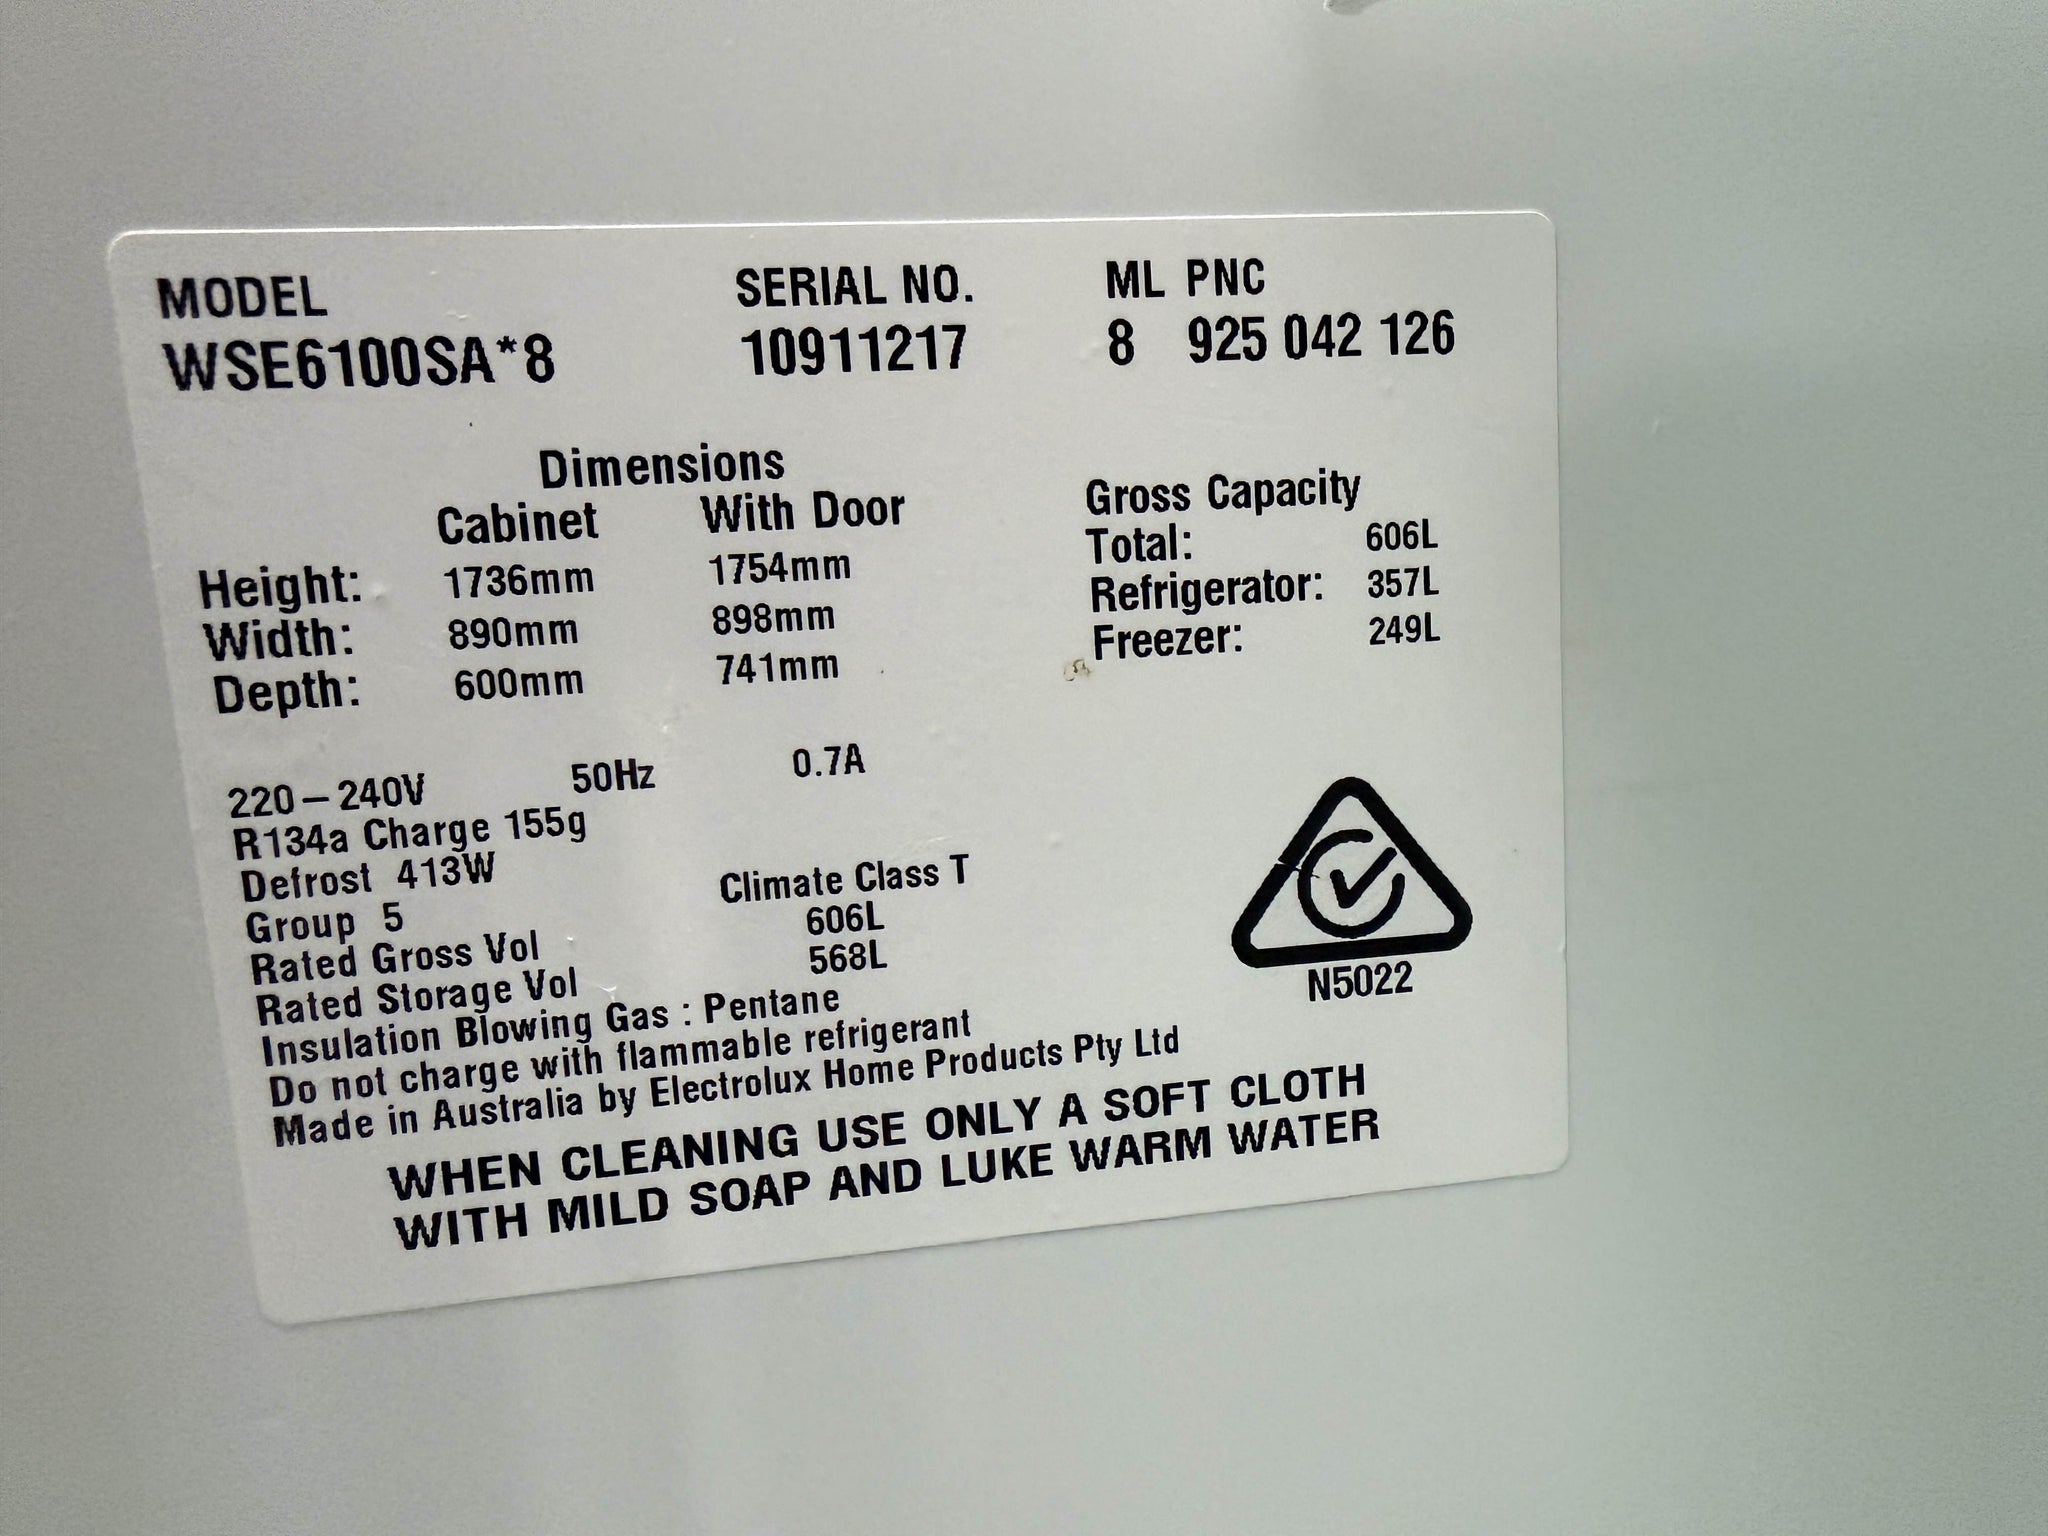 MODEL SERIAL NO. ML PNC
WSE6100SA*8 10911217 8 925 042 126
Dimensions
Cabinet With Door Gross Capacity
Height: 1736mm 1754mm Total: 606L
Width: 890mm 898mm Refrigerator: 357L
Depth: 600mm 741mm Freezer: 249L
220-240V 50Hz 0.7A
R134a Charge 155g
Defrost 413W Climate Class T
Group 5
Rated Gross Vol 606L
Rated Storage Vol 568L
Insulation Blowing Gas : Pentane
Do not charge with flammable refrigerant
Made in Australia by Electrolux Home Products Pty Ltd
N5022
WHEN CLEANING USE ONLY A SOFT CLOTH
WITH MILD SOAP AND LUKE WARM WATER